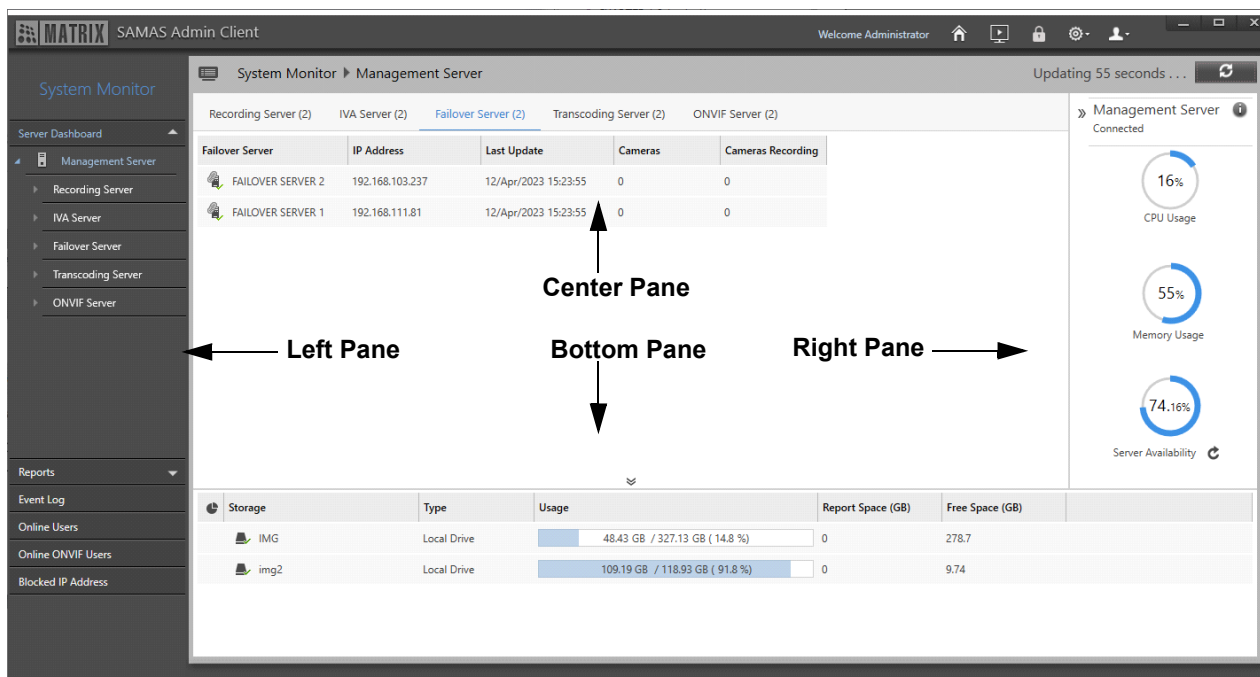 MATRIX SAMAS Admin Client
Welcome Administrator
System Monitor
System Monitor Management Server
Updating 55 seconds . . .
Server Dashboard
Management Server
Recording Server
IVA Server
Failover Server
Transcoding Server
ONVIF Server
Reports
Event Log
Online Users
Online ONVIF Users
Blocked IP Address
Recording Server (2) IVA Server (2) Failover Server (2) Transcoding Server (2) ONVIF Server (2)
Failover Server IP Address Last Update Cameras Cameras Recording
FAILOVER SERVER 2 192.168.103.237 12/Apr/2023 15:23:55 0 0
FAILOVER SERVER 1 192.168.111.81 12/Apr/2023 15:23:55 0 0
Center Pane
Left Pane
Bottom Pane
Right Pane
» Management Server
Connected
16%
CPU Usage
55%
Memory Usage
74.16%
Server Availability
Storage Type Usage Report Space (GB) Free Space (GB)
IMG Local Drive 48.43 GB / 327.13 GB ( 14.8 %) 0 278.7
img2 Local Drive 109.19 GB / 118.93 GB ( 91.8 %) 0 9.74